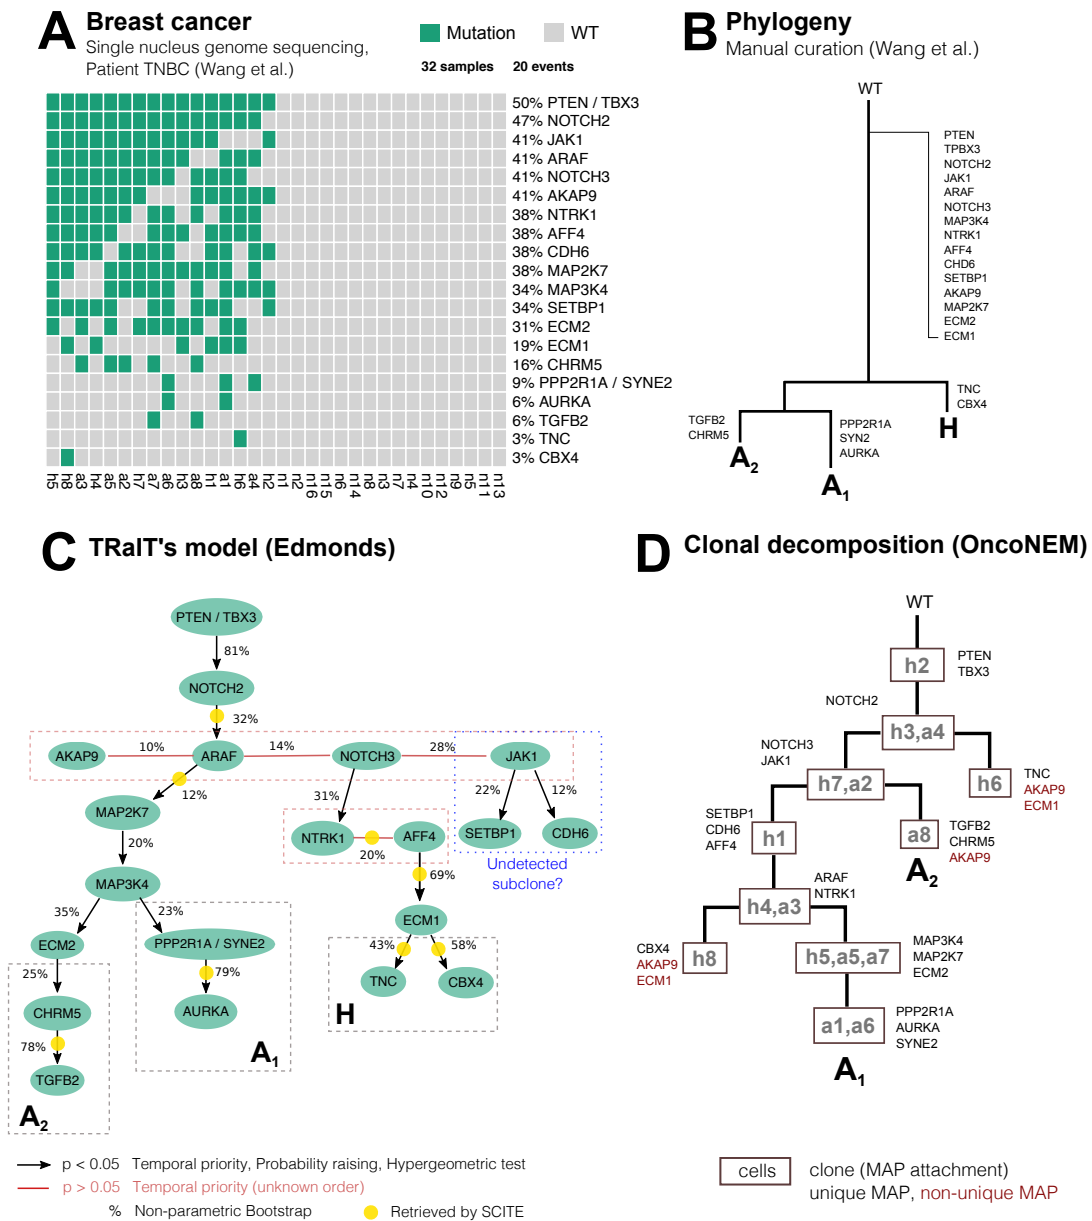 A Breast cancer
Single nucleus genome sequencing,
Patient TNBC (Wang et al.)
Mutation WT
32 samples 20 events
50% PTEN / TBX3
47% NOTCH2
41% JAK1
41% ARAF
41% NOTCH3
41% AKAP9
38% NTRK1
38% AFF4
38% CDH6
38% MAP2K7
34% MAP3K4
34% SETBP1
31% ECM2
19% ECM1
16% CHRM5
9% PPP2R1A / SYNE2
6% AURKA
6% TGFB2
3% TNC
3% CBX4
h5 h8 a3 h4 a5 a2 h7 a7 a6 h3 a8 h1 a1 h6 a4 h2 n1 n2 n16 n15 n6 n14 n8 n3 n7 n4 n10 n12 n9 n5 n11 n13
B Phylogeny
Manual curation (Wang et al.)
WT
PTEN
TPBX3
NOTCH2
JAK1
ARAF
NOTCH3
MAP3K4
NTRK1
AFF4
CHD6
SETBP1
AKAP9
MAP2K7
ECM2
ECM1
TNC
CBX4
H
TGFB2
CHRM5
A2
PPP2R1A
SYN2
AURKA
A1
C TRaIT's model (Edmonds)
PTEN / TBX3
81%
NOTCH2
32%
AKAP9 10% ARAF 14% NOTCH3 28% JAK1
12%
31%
22% 12%
MAP2K7
NTRK1 AFF4 SETBP1 CDH6
20%
20%
Undetected
subclone?
69%
MAP3K4
35% 23%
ECM1
ECM2 PPP2R1A / SYNE2
43% 58%
25% 79%
TNC CBX4
CHRM5 AURKA
H
78%
A1
TGFB2
A2
p < 0.05 Temporal priority, Probability raising, Hypergeometric test
p > 0.05 Temporal priority (unknown order)
% Non-parametric Bootstrap Retrieved by SCITE
D Clonal decomposition (OncoNEM)
WT
h2
PTEN
TBX3
NOTCH2
h3,a4
NOTCH3
JAK1
h7,a2
h6
TNC
AKAP9
ECM1
SETBP1
CDH6
AFF4
h1
a8
TGFB2
CHRM5
AKAP9
A2
ARAF
NTRK1
h4,a3
CBX4
AKAP9
ECM1
h8
h5,a5,a7
MAP3K4
MAP2K7
ECM2
a1,a6
PPP2R1A
AURKA
SYNE2
A1
cells clone (MAP attachment)
unique MAP, non-unique MAP